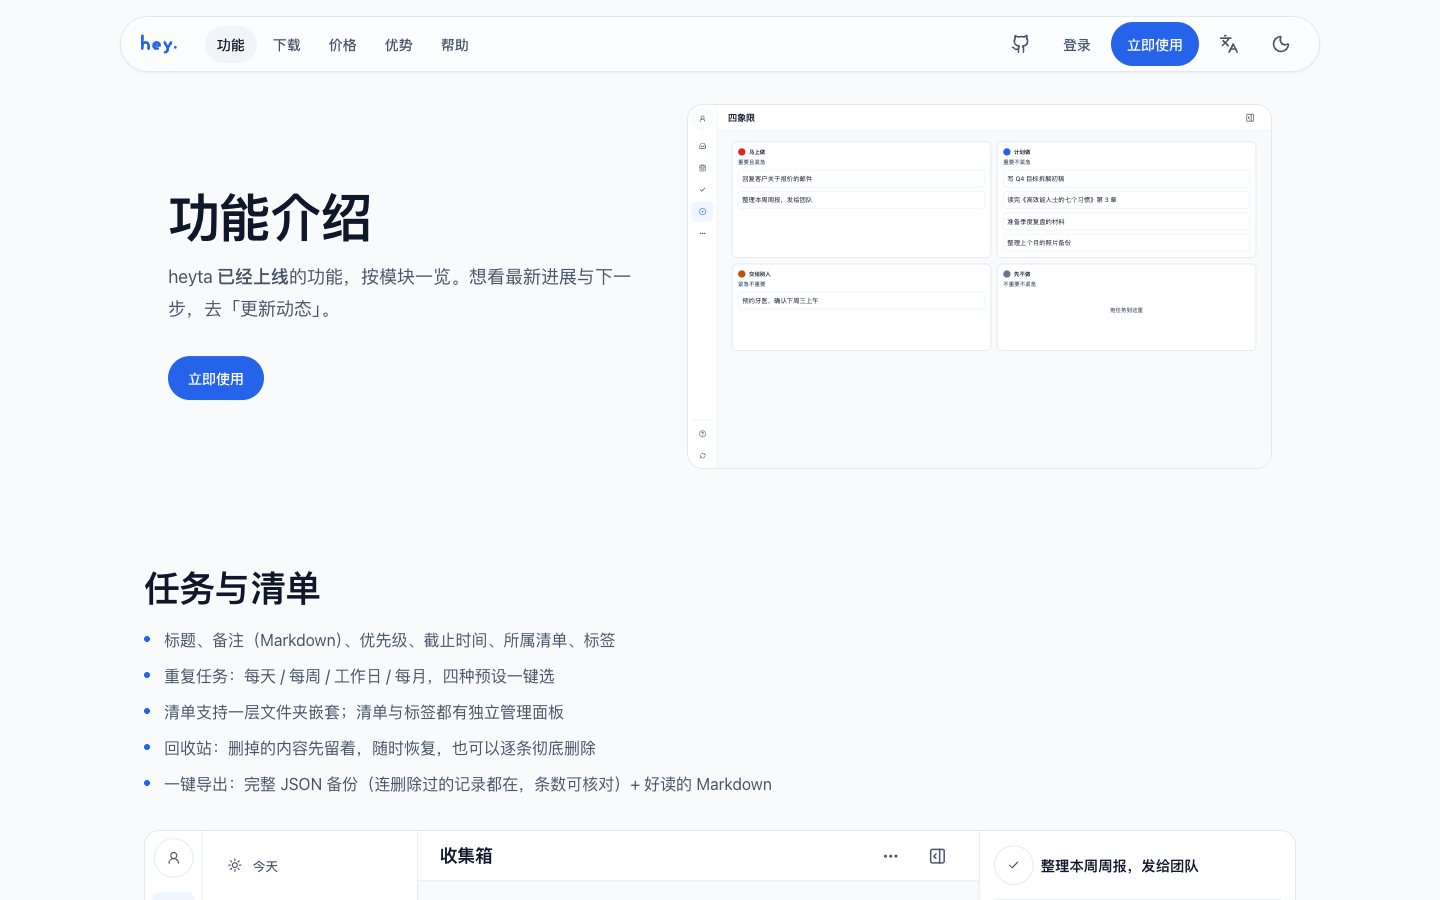 hey.
功能
下载
价格
优势
帮助
登录
立即使用
功能介绍
heyta 已经上线的功能，按模块一览。想看最新进展与下一
步，去「更新动态」。
立即使用
四象限
马上做
重要且紧急
回复客户关于报价的邮件
整理本周周报，发给团队
计划做
重要不紧急
写 Q4 目标拆解初稿
读完《高效能人士的七个习惯》第 3 章
准备季度复盘的材料
整理上个月的照片备份
交给别人
紧急不重要
预约牙医，确认下周三上午
先不做
不重要不紧急
拖任务到这里
任务与清单
标题、备注（Markdown）、优先级、截止时间、所属清单、标签
重复任务：每天 / 每周 / 工作日 / 每月，四种预设一键选
清单支持一层文件夹嵌套；清单与标签都有独立管理面板
回收站：删掉的内容先留着，随时恢复，也可以逐条彻底删除
一键导出：完整 JSON 备份（连删除过的记录都在，条数可核对）+ 好读的 Markdown
今天
收集箱
整理本周周报，发给团队